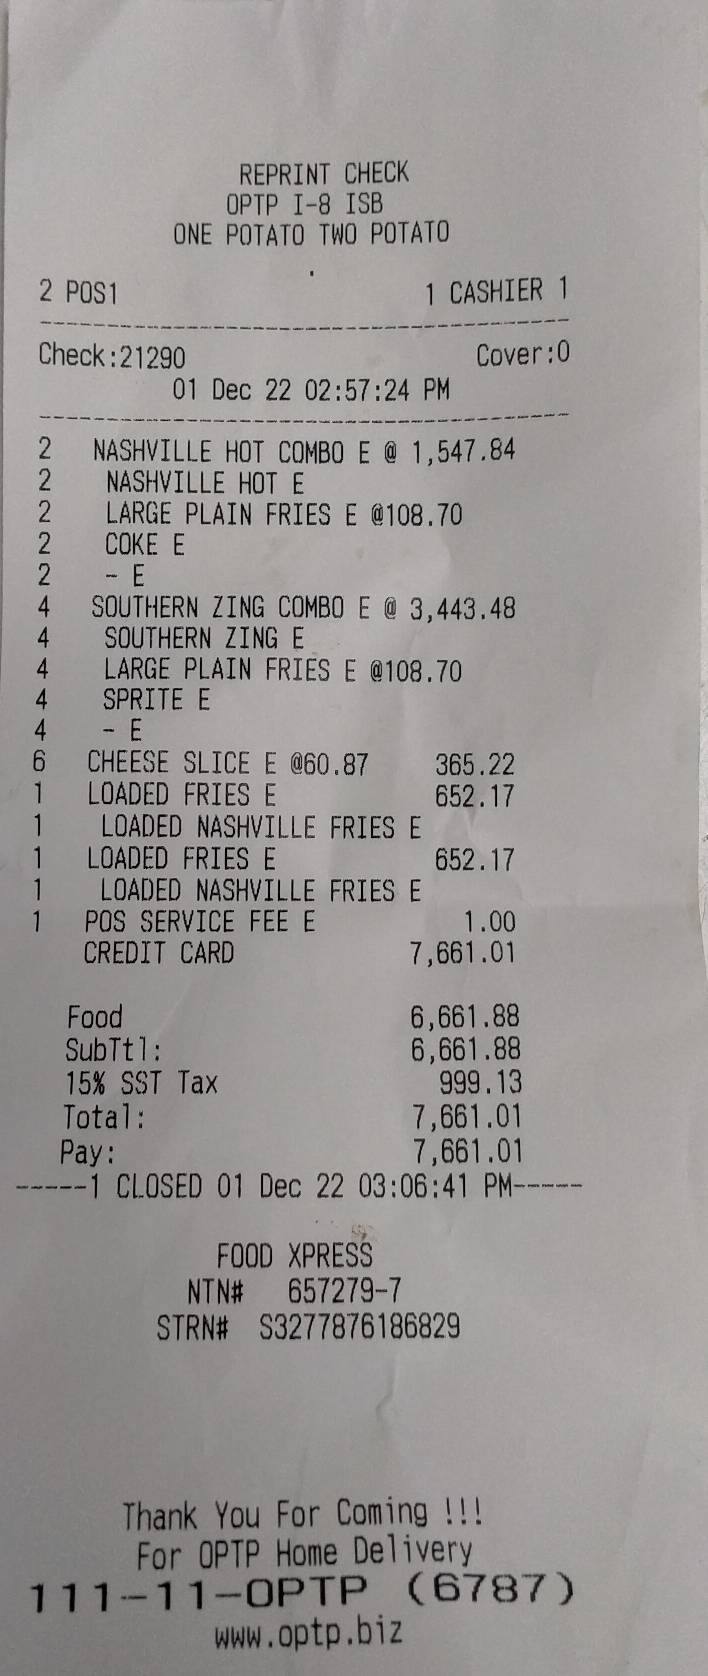 REPRINT CHECK
OPTP I-8 ISB
ONE POTATO TWO POTATO
2 POS1 1 CASHIER 1
Check:21290 Cover:0
01 Dec 22 02:57:24 PM
2 NASHVILLE HOT COMBO E @ 1,547.84
2 NASHVILLE HOT E
2 LARGE PLAIN FRIES E @108.70
2 COKE E
2 - E
4 SOUTHERN ZING COMBO E @ 3,443.48
4 SOUTHERN ZING E
4 LARGE PLAIN FRIES E @108.70
4 SPRITE E
4 - E
6 CHEESE SLICE E @60.87 365.22
1 LOADED FRIES E 652.17
1 LOADED NASHVILLE FRIES E
1 LOADED FRIES E 652.17
1 LOADED NASHVILLE FRIES E
1 POS SERVICE FEE E 1.00
CREDIT CARD 7,661.01
Food 6,661.88
SubTtl: 6,661.88
15% SST Tax 999.13
Total: 7,661.01
Pay: 7,661.01
-----1 CLOSED 01 Dec 22 03:06:41 PM-----
FOOD XPRESS
NTN# 657279-7
STRN# S3277876186829
Thank You For Coming !!!
For OPTP Home Delivery
111-11-OPTP (6787)
www.optp.biz